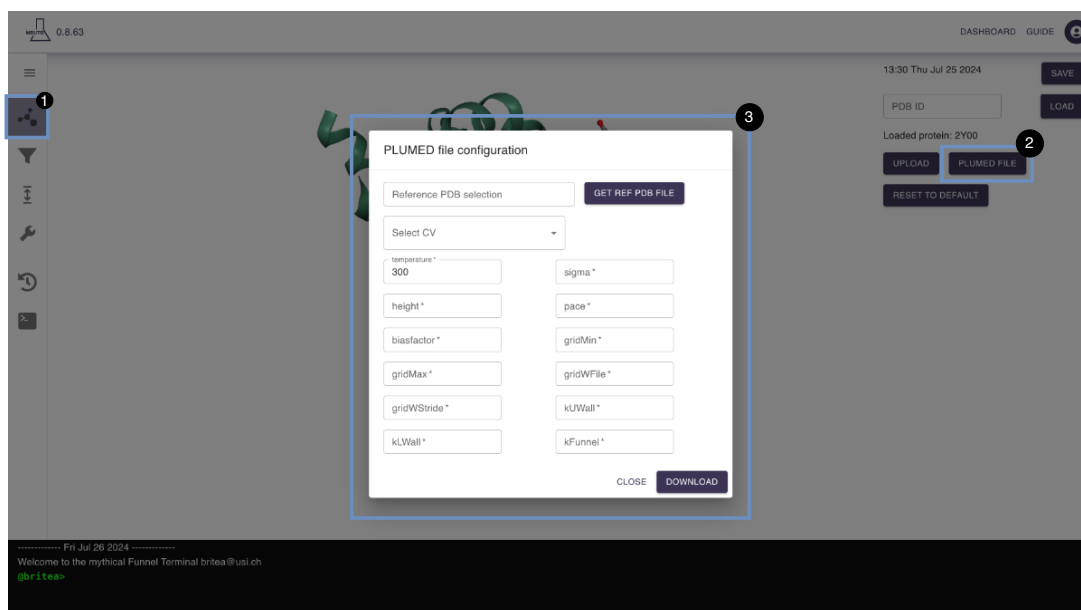 0.8.63
DASHBOARD GUIDE
13:30 Thu Jul 25 2024
SAVE
1
PDB ID
LOAD
Loaded protein: 2Y00
2
UPLOAD
PLUMED FILE
RESET TO DEFAULT
3
PLUMED file configuration
Reference PDB selection
GET REF PDB FILE
Select CV
temperature *
300
sigma *
height *
pace *
biasfactor *
gridMin *
gridMax *
gridWFile *
gridWStride *
kUWall *
kLWall *
kFunnel *
CLOSE
DOWNLOAD
------------- Fri Jul 26 2024 -------------
Welcome to the mythical Funnel Terminal britea@usi.ch
@britea>